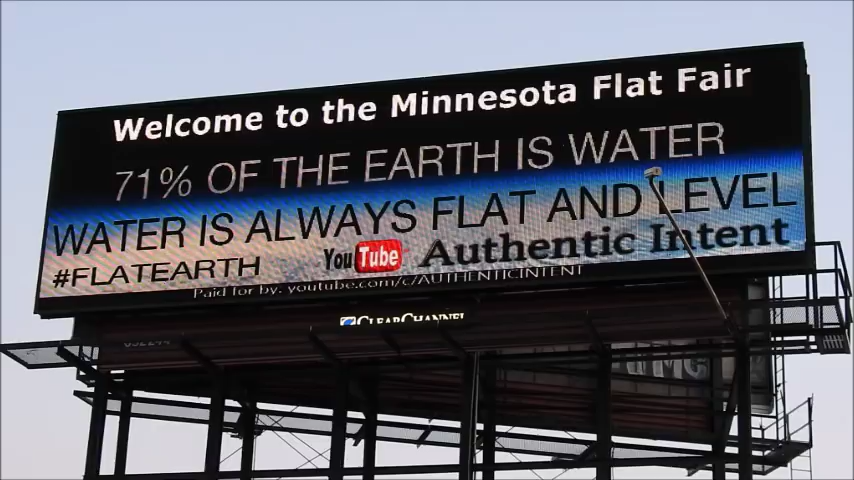 Welcome to the Minnesota Flat Fair
71% OF THE EARTH IS WATER
WATER IS ALWAYS FLAT AND LEVEL
#FLATEARTH YouTube Authentic Intent
Paid for by: youtube.com/c/AUTHENTICINTENT
CLEARCHANNEL